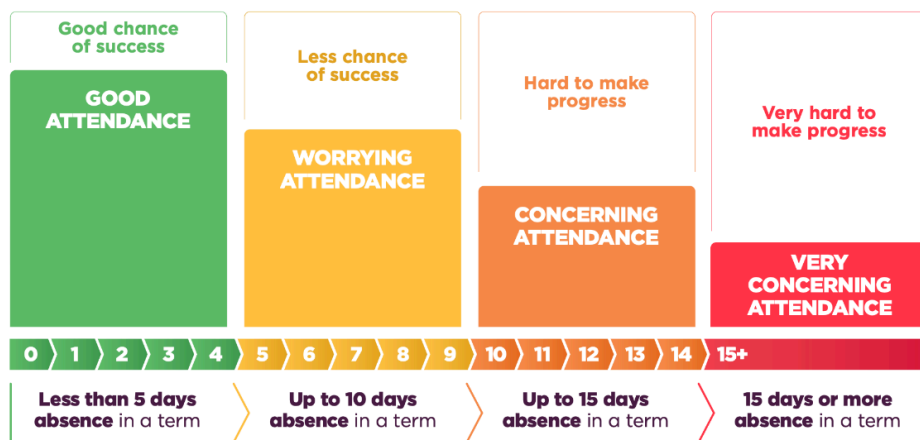 Good chance
of success
GOOD
ATTENDANCE
Less chance
of success
WORRYING
ATTENDANCE
Hard to make
progress
CONCERNING
ATTENDANCE
Very hard to
make progress
VERY
CONCERNING
ATTENDANCE
0 1 2 3 4 5 6 7 8 9 10 11 12 13 14 15+
Less than 5 days
absence in a term
Up to 10 days
absence in a term
Up to 15 days
absence in a term
15 days or more
absence in a term